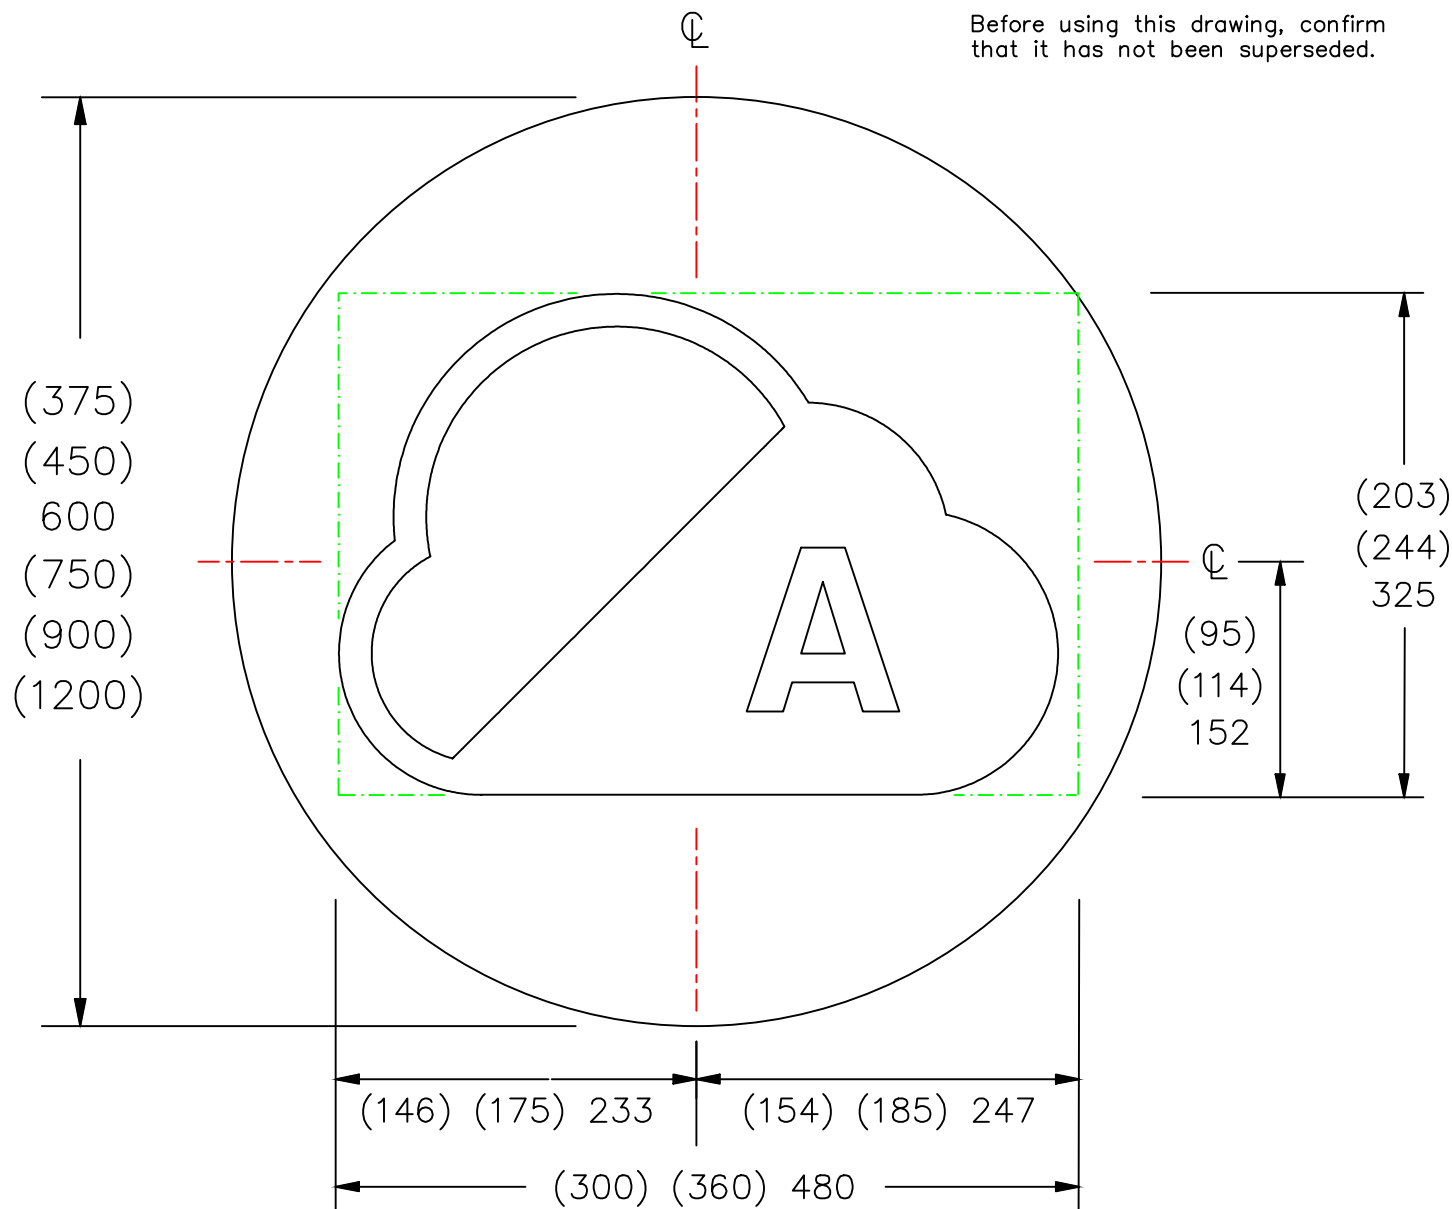 ℄
Before using this drawing, confirm
that it has not been superseded.
(375)
(450)
600
(750)
(900)
(1200)
A
℄
(95)
(114)
152
(203)
(244)
325
(146) (175) 233
(154) (185) 247
(300) (360) 480